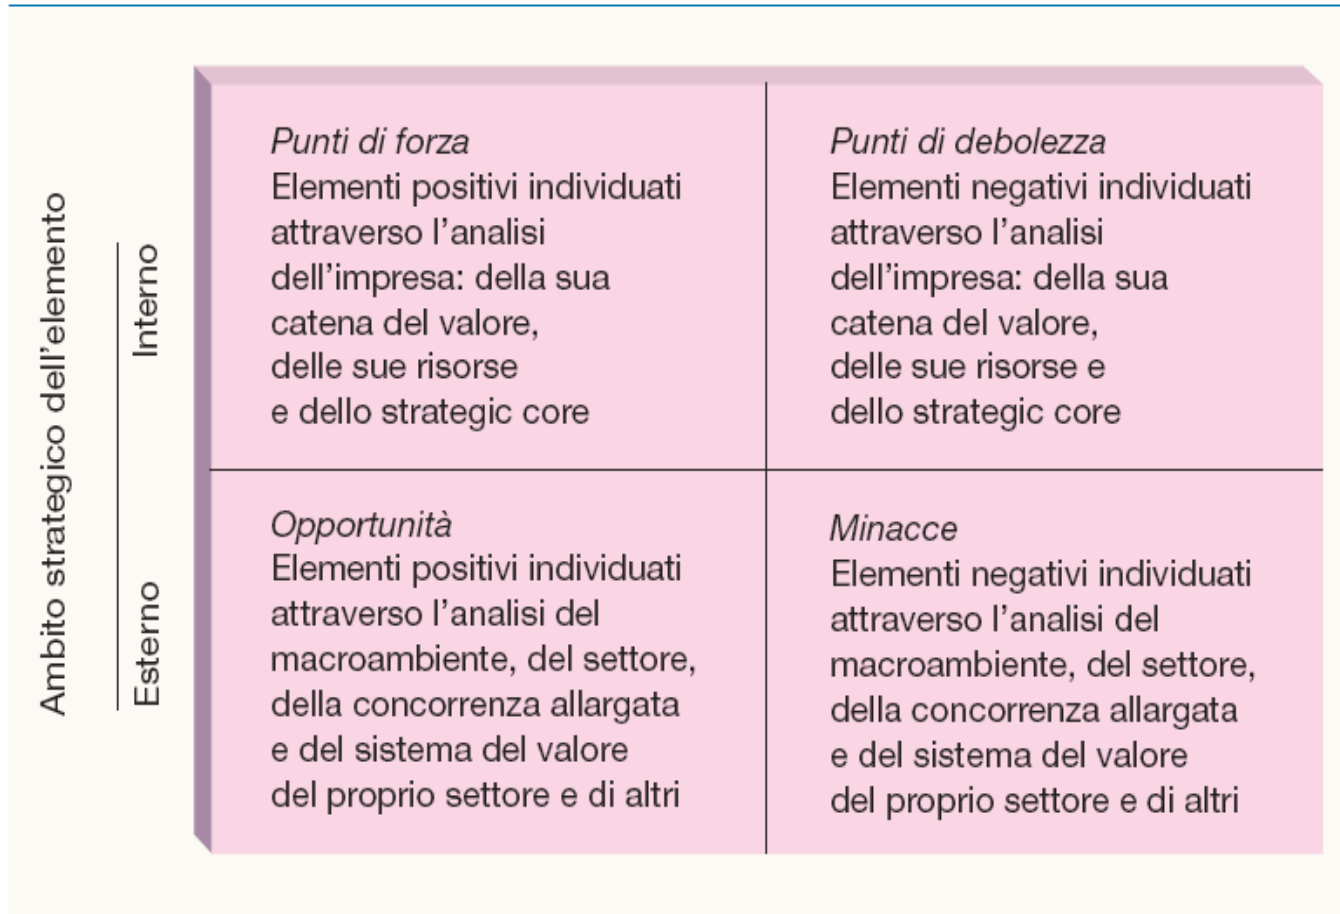 Ambito strategico dell'elemento
Interno
Esterno
Punti di forza
Elementi positivi individuati
attraverso l'analisi
dell'impresa: della sua
catena del valore,
delle sue risorse
e dello strategic core
Punti di debolezza
Elementi negativi individuati
attraverso l'analisi
dell'impresa: della sua
catena del valore,
delle sue risorse e
dello strategic core
Opportunità
Elementi positivi individuati
attraverso l'analisi del
macroambiente, del settore,
della concorrenza allargata
e del sistema del valore
del proprio settore e di altri
Minacce
Elementi negativi individuati
attraverso l'analisi del
macroambiente, del settore,
della concorrenza allargata
e del sistema del valore
del proprio settore e di altri